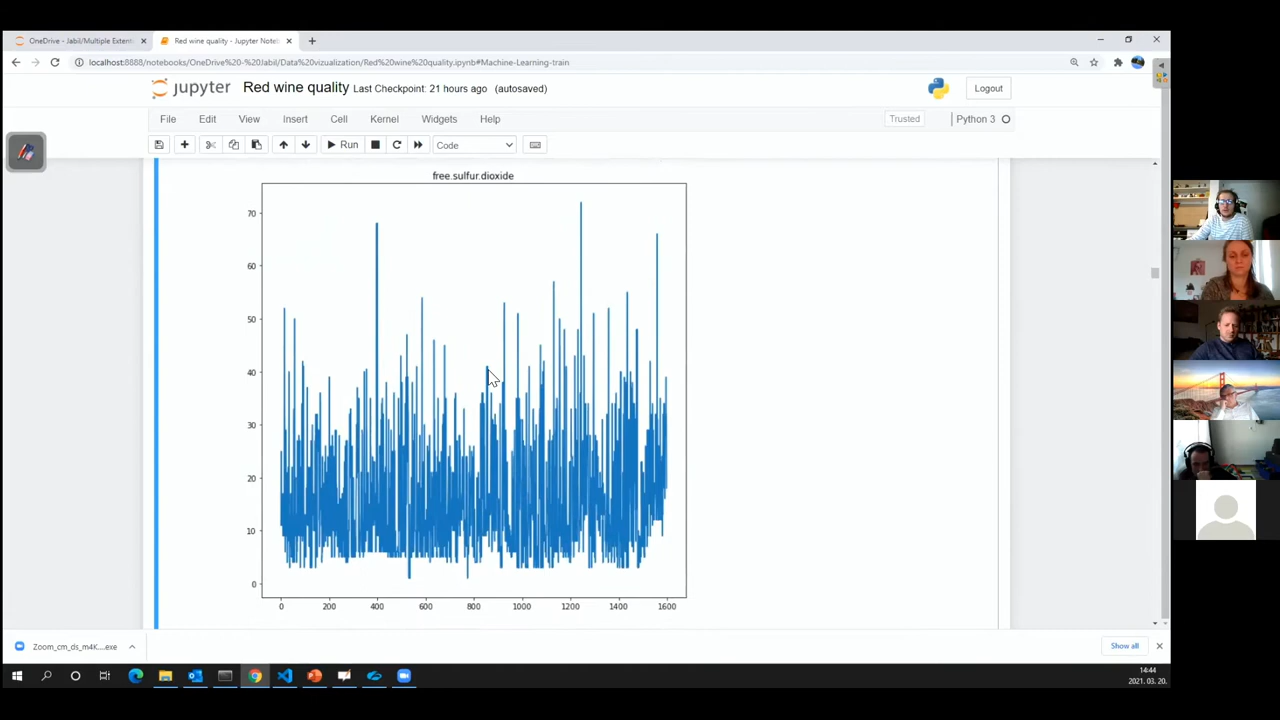 OneDrive - Jabil/Multiple Extent
Red wine quality - Jupyter Note
localhost:8888/notebooks/OneDrive%20-%20Jabil/Data%20vizualization/Red%20wine%20quality.ipynb#Machine-Learning-train
jupyter Red wine quality Last Checkpoint: 21 hours ago (autosaved)
Logout
File Edit View Insert Cell Kernel Widgets Help
Trusted
Python 3
Run
Code
free.sulfur.dioxide
70
60
50
40
30
20
10
0
0 200 400 600 800 1000 1200 1400 1600
Zoom_cm_ds_m4K....exe
Show all
14:44
2021. 03. 20.